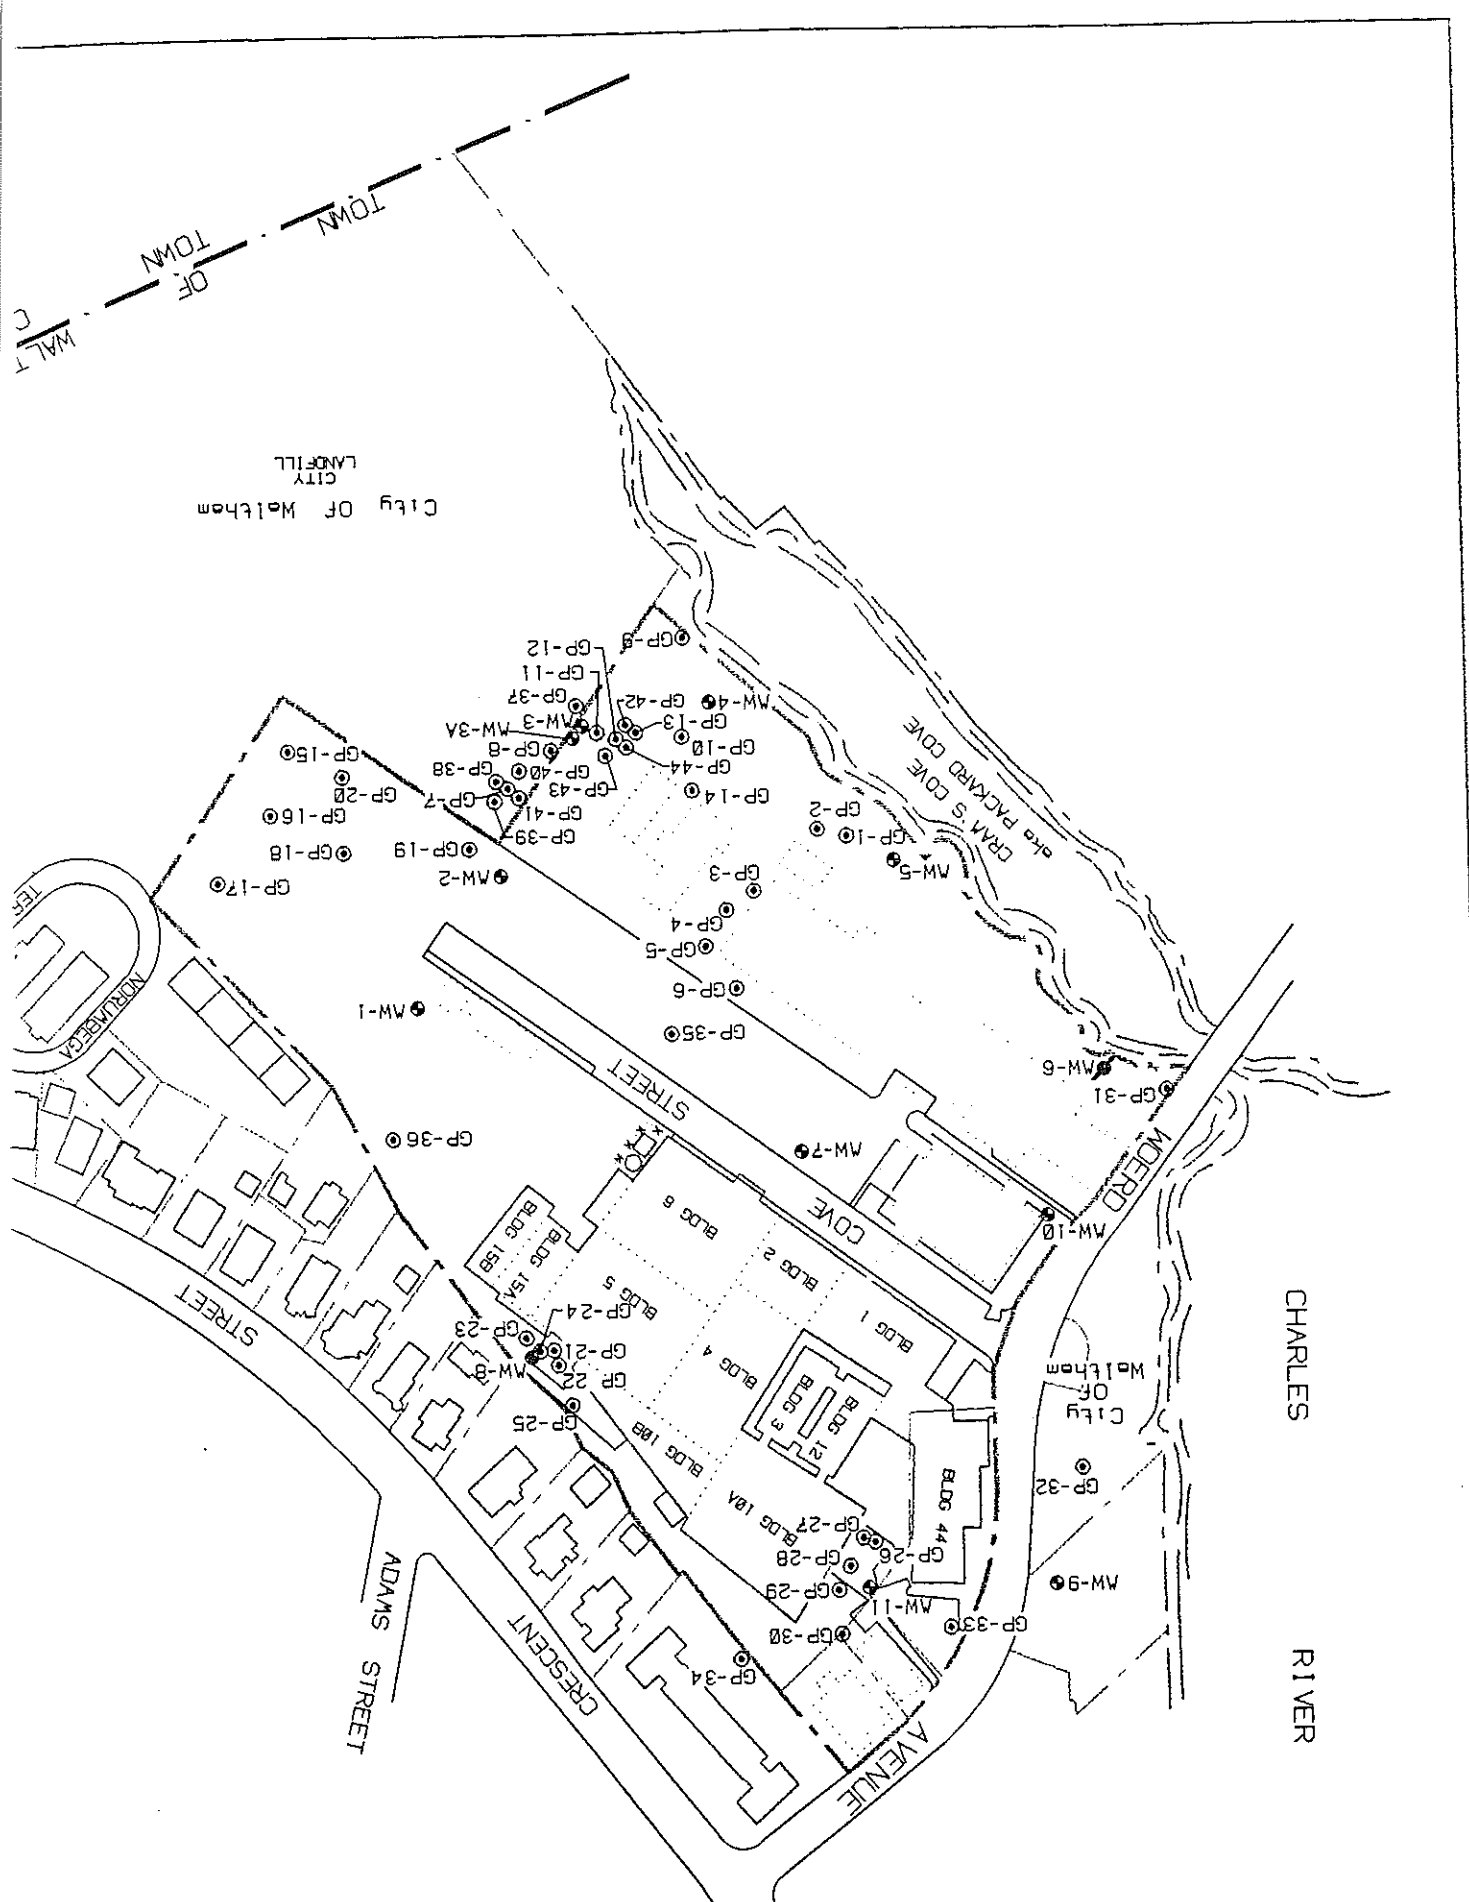 TOWN
TOWN
OF
WALT
C
City OF Waltham
CITY
LANDFILL
CRAM'S COVE
aka PACKARD COVE
GP-9
GP-12
GP-11
GP-37
MW-3
MW-3A
GP-8
GP-42
MW-4
GP-13
GP-10
GP-44
GP-43
GP-40
GP-38
GP-7
GP-41
GP-39
GP-14
GP-2
GP-1
MW-5
GP-3
GP-4
GP-5
GP-6
GP-35
GP-15
GP-20
GP-16
GP-18
GP-19
MW-2
GP-17
MW-1
TER
NORUMBEGA
GP-36
COVE
STREET
MW-7
MW-6
GP-31
MW-10
WOERD
AVENUE
BLDG 6
BLDG 2
BLDG 1
BLDG 5
BLDG 4
BLDG 15B
BLDG 15A
BLDG 3
BLDG 12
BLDG 10B
BLDG 10A
BLDG 44
GP-24
GP-23
GP-21
MW-8
GP 22
GP-25
GP-27
GP-26
GP-28
GP-29
MW-11
GP-30
GP-33
GP-34
City
OF
Waltham
GP-32
MW-9
CHARLES
RIVER
CRESCENT
STREET
ADAMS STREET